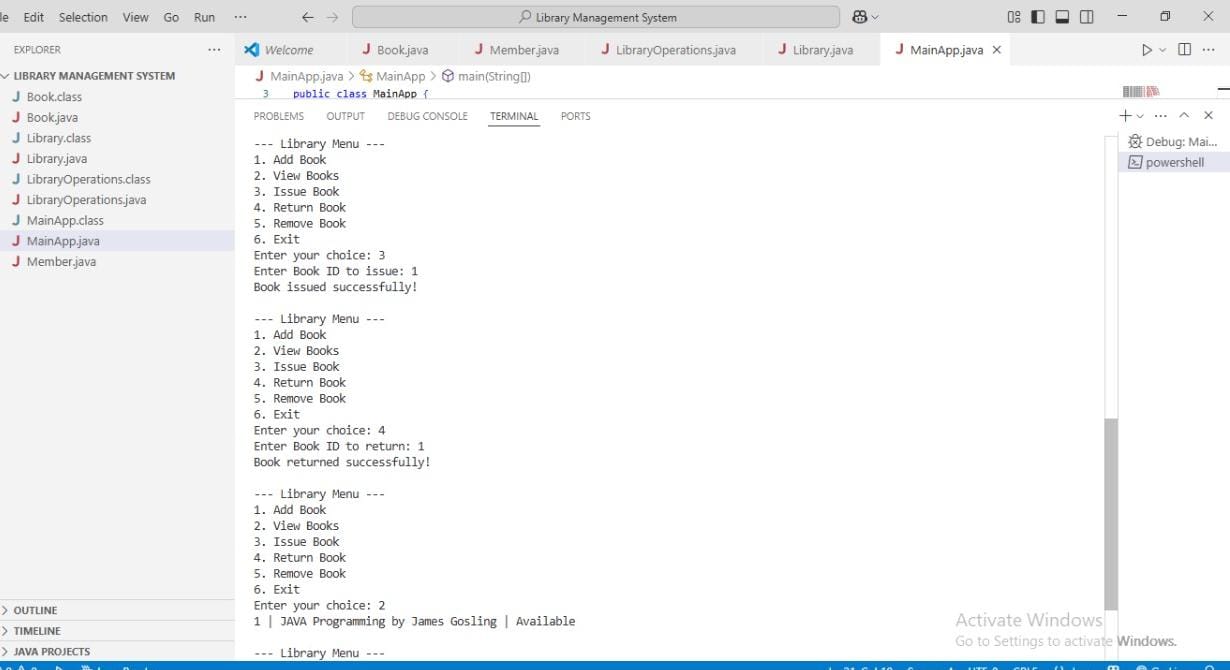 le Edit Selection View Go Run ··· ← → Library Management System
EXPLORER ···
Welcome Book.java Member.java LibraryOperations.java Library.java MainApp.java
LIBRARY MANAGEMENT SYSTEM
MainApp.java > MainApp > main(String[])
3 public class MainApp {
Book.class
Book.java
Library.class
Library.java
LibraryOperations.class
LibraryOperations.java
MainApp.class
MainApp.java
Member.java
OUTLINE
TIMELINE
JAVA PROJECTS
PROBLEMS OUTPUT DEBUG CONSOLE TERMINAL PORTS
Debug: Mai...
powershell
--- Library Menu ---
1. Add Book
2. View Books
3. Issue Book
4. Return Book
5. Remove Book
6. Exit
Enter your choice: 3
Enter Book ID to issue: 1
Book issued successfully!
--- Library Menu ---
1. Add Book
2. View Books
3. Issue Book
4. Return Book
5. Remove Book
6. Exit
Enter your choice: 4
Enter Book ID to return: 1
Book returned successfully!
--- Library Menu ---
1. Add Book
2. View Books
3. Issue Book
4. Return Book
5. Remove Book
6. Exit
Enter your choice: 2
1 | JAVA Programming by James Gosling | Available
--- Library Menu ---
Activate Windows
Go to Settings to activate Windows.